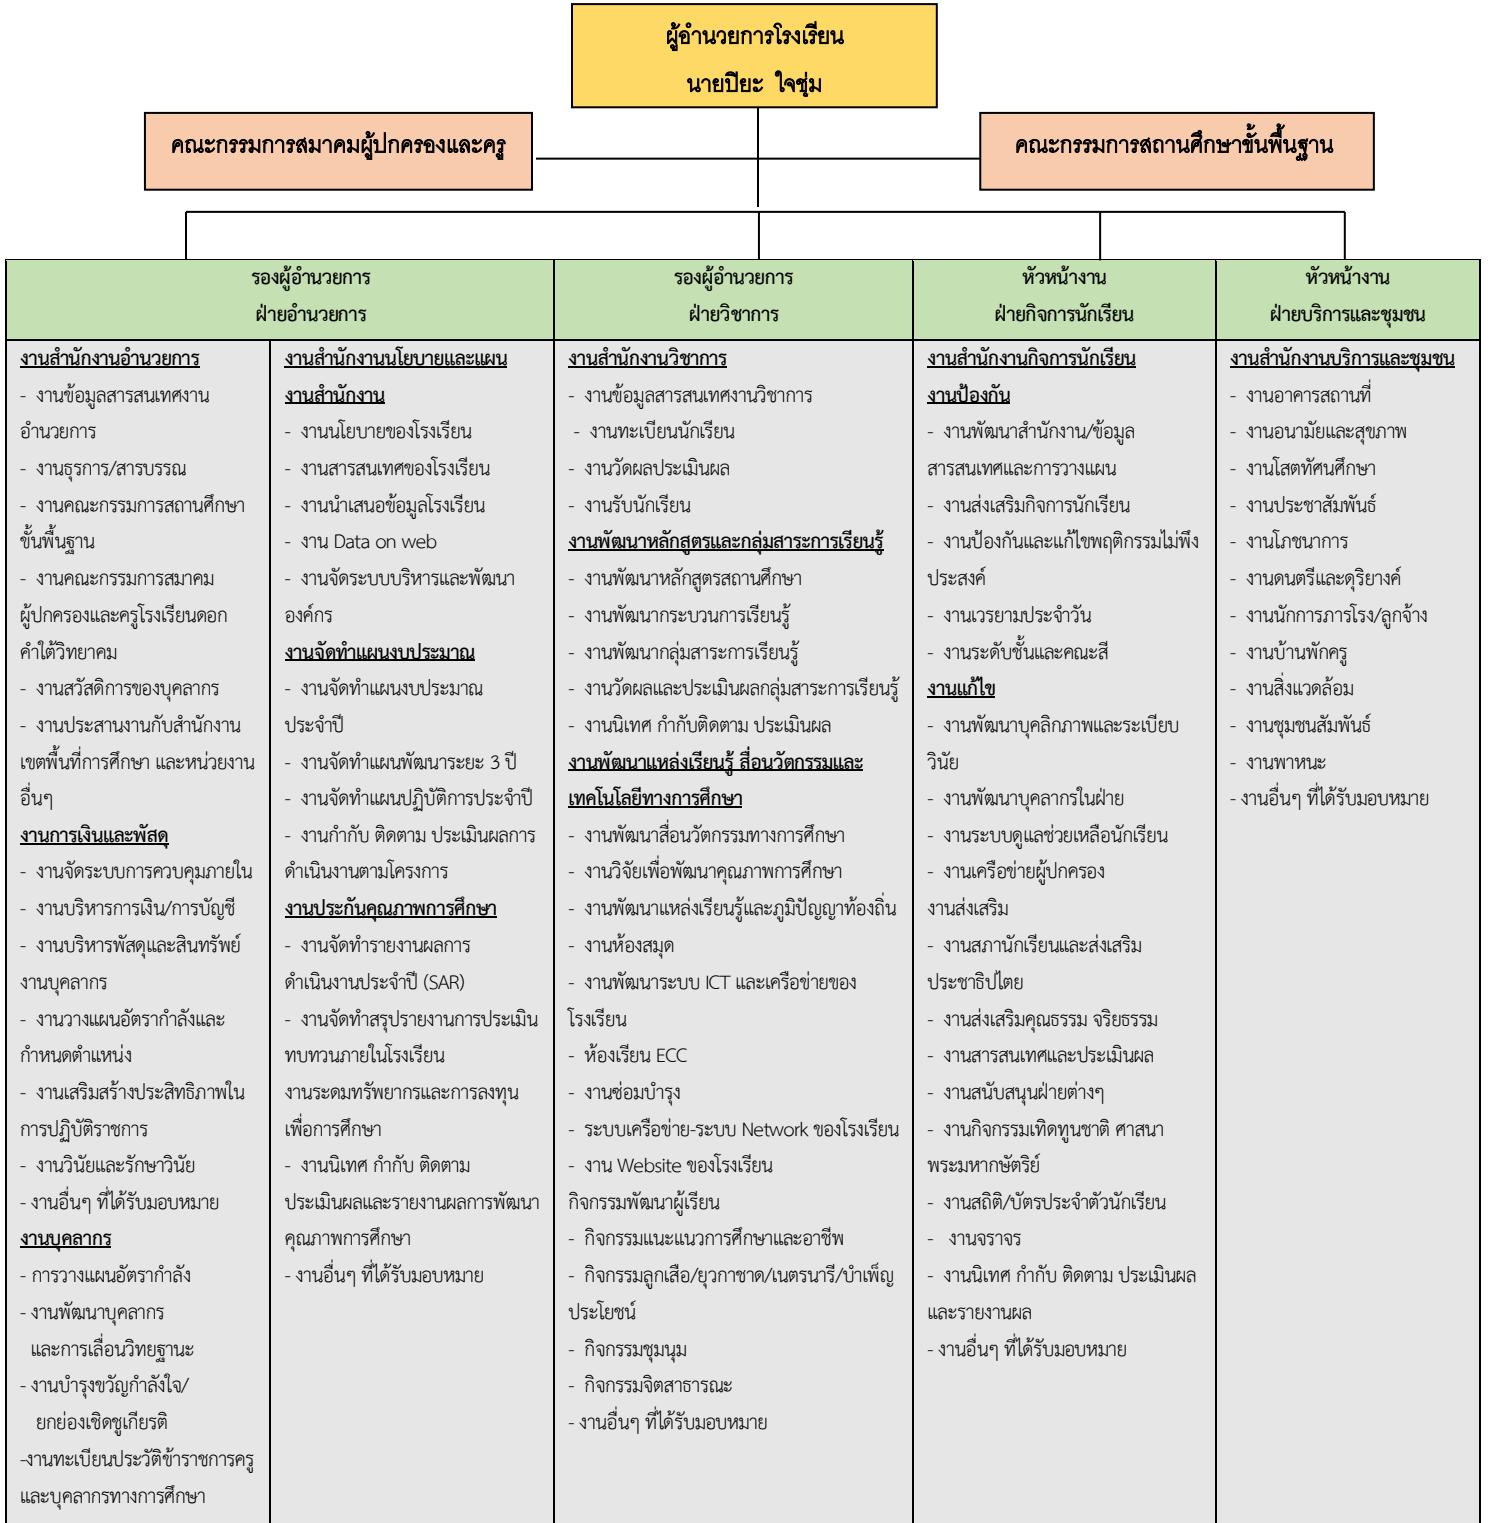 ผู้อำนวยการโรงเรียน
นายปิยะ ใจชุ่ม
คณะกรรมการสมาคมผู้ปกครองและครู
คณะกรรมการสถานศึกษาขั้นพื้นฐาน
รองผู้อำนวยการ
ฝ่ายอำนวยการ
รองผู้อำนวยการ
ฝ่ายวิชาการ
หัวหน้างาน
ฝ่ายกิจการนักเรียน
หัวหน้างาน
ฝ่ายบริการและชุมชน
งานสำนักงานอำนวยการ
- งานข้อมูลสารสนเทศงาน
อำนวยการ
- งานธุรการ/สารบรรณ
- งานคณะกรรมการสถานศึกษา
ขั้นพื้นฐาน
- งานคณะกรรมการสมาคม
ผู้ปกครองและครูโรงเรียนดอก
คำใต้วิทยาคม
- งานสวัสดิการของบุคลากร
- งานประสานงานกับสำนักงาน
เขตพื้นที่การศึกษา และหน่วยงาน
อื่นๆ
งานการเงินและพัสดุ
- งานจัดระบบการควบคุมภายใน
- งานบริหารการเงิน/การบัญชี
- งานบริหารพัสดุและสินทรัพย์
งานบุคลากร
- งานวางแผนอัตรากำลังและ
กำหนดตำแหน่ง
- งานเสริมสร้างประสิทธิภาพใน
การปฏิบัติราชการ
- งานวินัยและรักษาวินัย
- งานอื่นๆ ที่ได้รับมอบหมาย
งานบุคลากร
- การวางแผนอัตรากำลัง
- งานพัฒนาบุคลากร
และการเลื่อนวิทยฐานะ
- งานบำรุงขวัญกำลังใจ/
ยกย่องเชิดชูเกียรติ
-งานทะเบียนประวัติข้าราชการครู
และบุคลากรทางการศึกษา
งานสำนักงานนโยบายและแผน
งานสำนักงาน
- งานนโยบายของโรงเรียน
- งานสารสนเทศของโรงเรียน
- งานนำเสนอข้อมูลโรงเรียน
- งาน Data on web
- งานจัดระบบบริหารและพัฒนา
องค์กร
งานจัดทำแผนงบประมาณ
- งานจัดทำแผนงบประมาณ
ประจำปี
- งานจัดทำแผนพัฒนาระยะ 3 ปี
- งานจัดทำแผนปฏิบัติการประจำปี
- งานกำกับ ติดตาม ประเมินผลการ
ดำเนินงานตามโครงการ
งานประกันคุณภาพการศึกษา
- งานจัดทำรายงานผลการ
ดำเนินงานประจำปี (SAR)
- งานจัดทำสรุปรายงานการประเมิน
ทบทวนภายในโรงเรียน
งานระดมทรัพยากรและการลงทุน
เพื่อการศึกษา
- งานนิเทศ กำกับ ติดตาม
ประเมินผลและรายงานผลการพัฒนา
คุณภาพการศึกษา
- งานอื่นๆ ที่ได้รับมอบหมาย
งานสำนักงานวิชาการ
- งานข้อมูลสารสนเทศงานวิชาการ
- งานทะเบียนนักเรียน
- งานวัดผลประเมินผล
- งานรับนักเรียน
งานพัฒนาหลักสูตรและกลุ่มสาระการเรียนรู้
- งานพัฒนาหลักสูตรสถานศึกษา
- งานพัฒนากระบวนการเรียนรู้
- งานพัฒนากลุ่มสาระการเรียนรู้
- งานวัดผลและประเมินผลกลุ่มสาระการเรียนรู้
- งานนิเทศ กำกับติดตาม ประเมินผล
งานพัฒนาแหล่งเรียนรู้ สื่อนวัตกรรมและ
เทคโนโลยีทางการศึกษา
- งานพัฒนาสื่อนวัตกรรมทางการศึกษา
- งานวิจัยเพื่อพัฒนาคุณภาพการศึกษา
- งานพัฒนาแหล่งเรียนรู้และภูมิปัญญาท้องถิ่น
- งานห้องสมุด
- งานพัฒนาระบบ ICT และเครือข่ายของ
โรงเรียน
- ห้องเรียน ECC
- งานซ่อมบำรุง
- ระบบเครือข่าย-ระบบ Network ของโรงเรียน
- งาน Website ของโรงเรียน
กิจกรรมพัฒนาผู้เรียน
- กิจกรรมแนะแนวการศึกษาและอาชีพ
- กิจกรรมลูกเสือ/ยุวกาชาด/เนตรนารี/บำเพ็ญ
ประโยชน์
- กิจกรรมชุมนุม
- กิจกรรมจิตสาธารณะ
- งานอื่นๆ ที่ได้รับมอบหมาย
งานสำนักงานกิจการนักเรียน
งานป้องกัน
- งานพัฒนาสำนักงาน/ข้อมูล
สารสนเทศและการวางแผน
- งานส่งเสริมกิจการนักเรียน
- งานป้องกันและแก้ไขพฤติกรรมไม่พึง
ประสงค์
- งานเวรยามประจำวัน
- งานระดับชั้นและคณะสี
งานแก้ไข
- งานพัฒนาบุคลิกภาพและระเบียบ
วินัย
- งานพัฒนาบุคลากรในฝ่าย
- งานระบบดูแลช่วยเหลือนักเรียน
- งานเครือข่ายผู้ปกครอง
งานส่งเสริม
- งานสภานักเรียนและส่งเสริม
ประชาธิปไตย
- งานส่งเสริมคุณธรรม จริยธรรม
- งานสารสนเทศและประเมินผล
- งานสนับสนุนฝ่ายต่างๆ
- งานกิจกรรมเทิดทูนชาติ ศาสนา
พระมหากษัตริย์
- งานสถิติ/บัตรประจำตัวนักเรียน
- งานจราจร
- งานนิเทศ กำกับ ติดตาม ประเมินผล
และรายงานผล
- งานอื่นๆ ที่ได้รับมอบหมาย
งานสำนักงานบริการและชุมชน
- งานอาคารสถานที่
- งานอนามัยและสุขภาพ
- งานโสตทัศนศึกษา
- งานประชาสัมพันธ์
- งานโภชนาการ
- งานดนตรีและดุริยางค์
- งานนักการภารโรง/ลูกจ้าง
- งานบ้านพักครู
- งานสิ่งแวดล้อม
- งานชุมชนสัมพันธ์
- งานพาหนะ
- งานอื่นๆ ที่ได้รับมอบหมาย